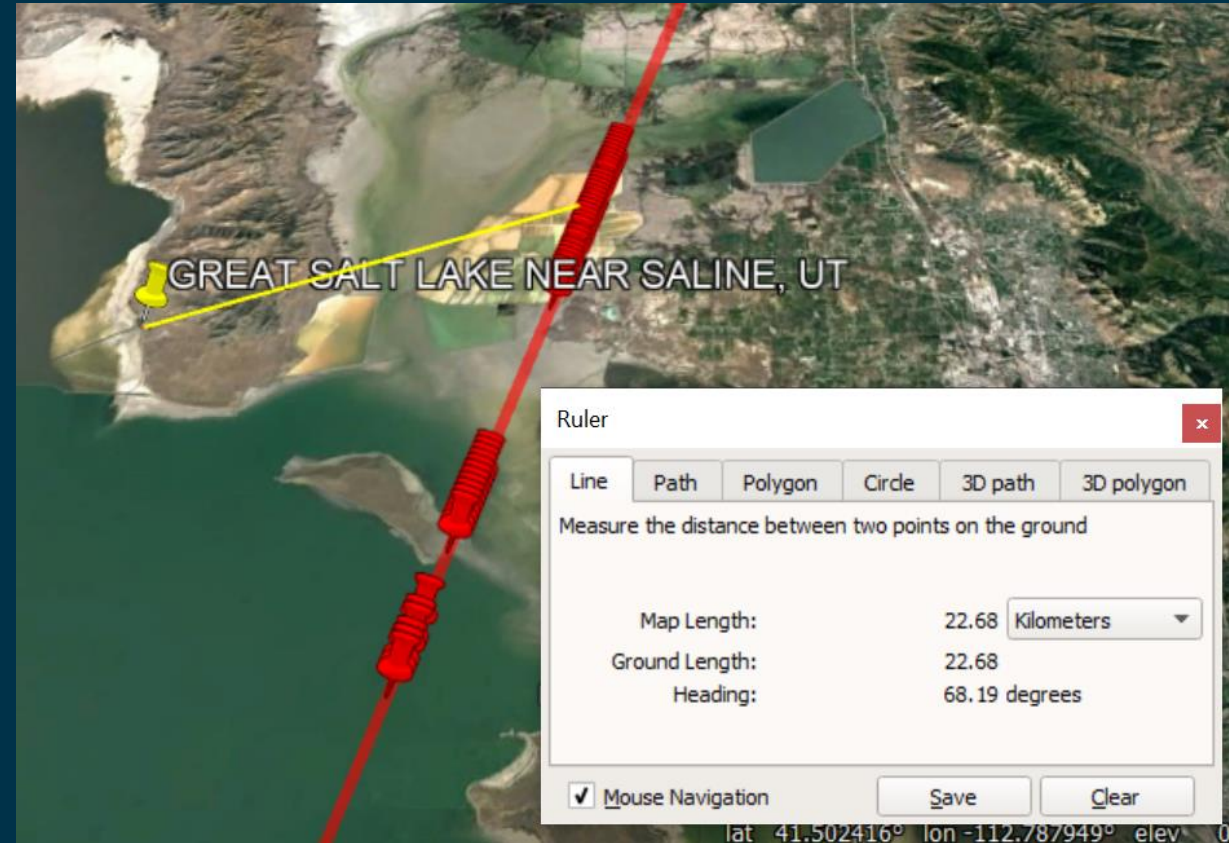 GREAT SALT LAKE NEAR SALINE, UT
Ruler
Line Path Polygon Circle 3D path 3D polygon
Measure the distance between two points on the ground
Map Length: 22.68 Kilometers
Ground Length: 22.68
Heading: 68.19 degrees
Mouse Navigation Save Clear
lat 41.502416° lon -112.787949° elev 0